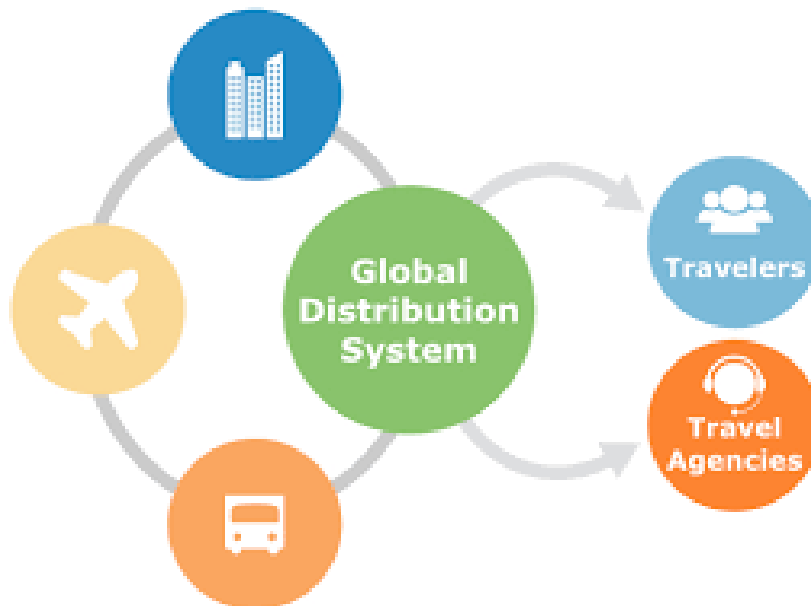 Global
Distribution
System
Travelers
Travel
Agencies